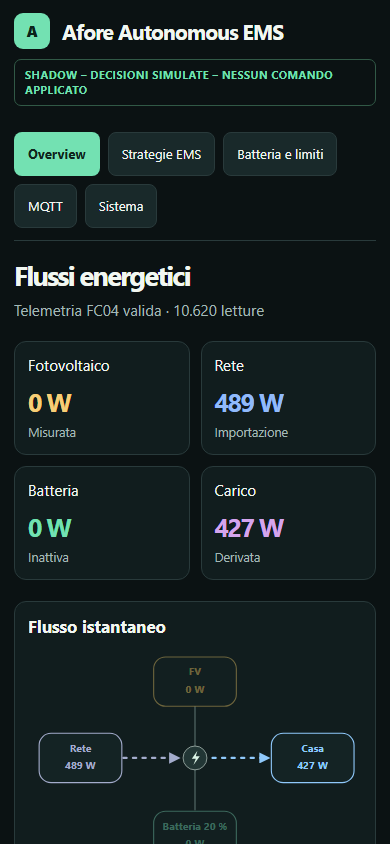 A
Afore Autonomous EMS
SHADOW – DECISIONI SIMULATE – NESSUN COMANDO
APPLICATO
Overview
Strategie EMS
Batteria e limiti
MQTT
Sistema
Flussi energetici
Telemetria FC04 valida · 10.620 letture
Fotovoltaico
0 W
Misurata
Rete
489 W
Importazione
Batteria
0 W
Inattiva
Carico
427 W
Derivata
Flusso istantaneo
FV
0 W
Rete
489 W
Casa
427 W
Batteria 20 %
0 W